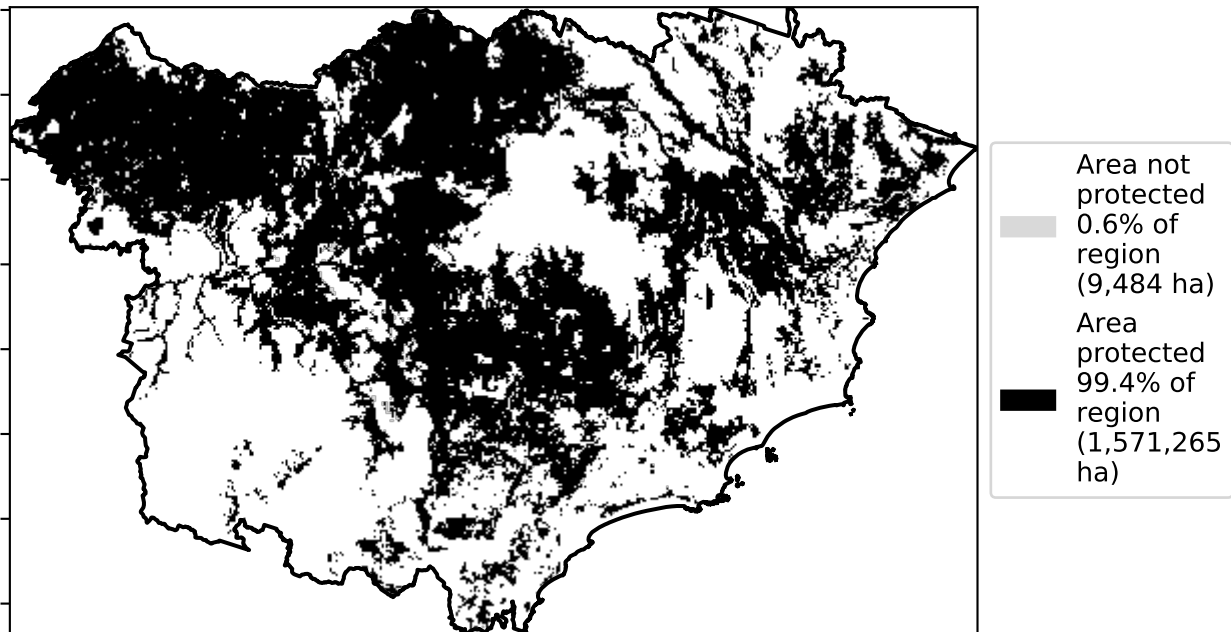 Area not
protected
0.6% of
region
(9,484 ha)
Area
protected
99.4% of
region
(1,571,265
ha)